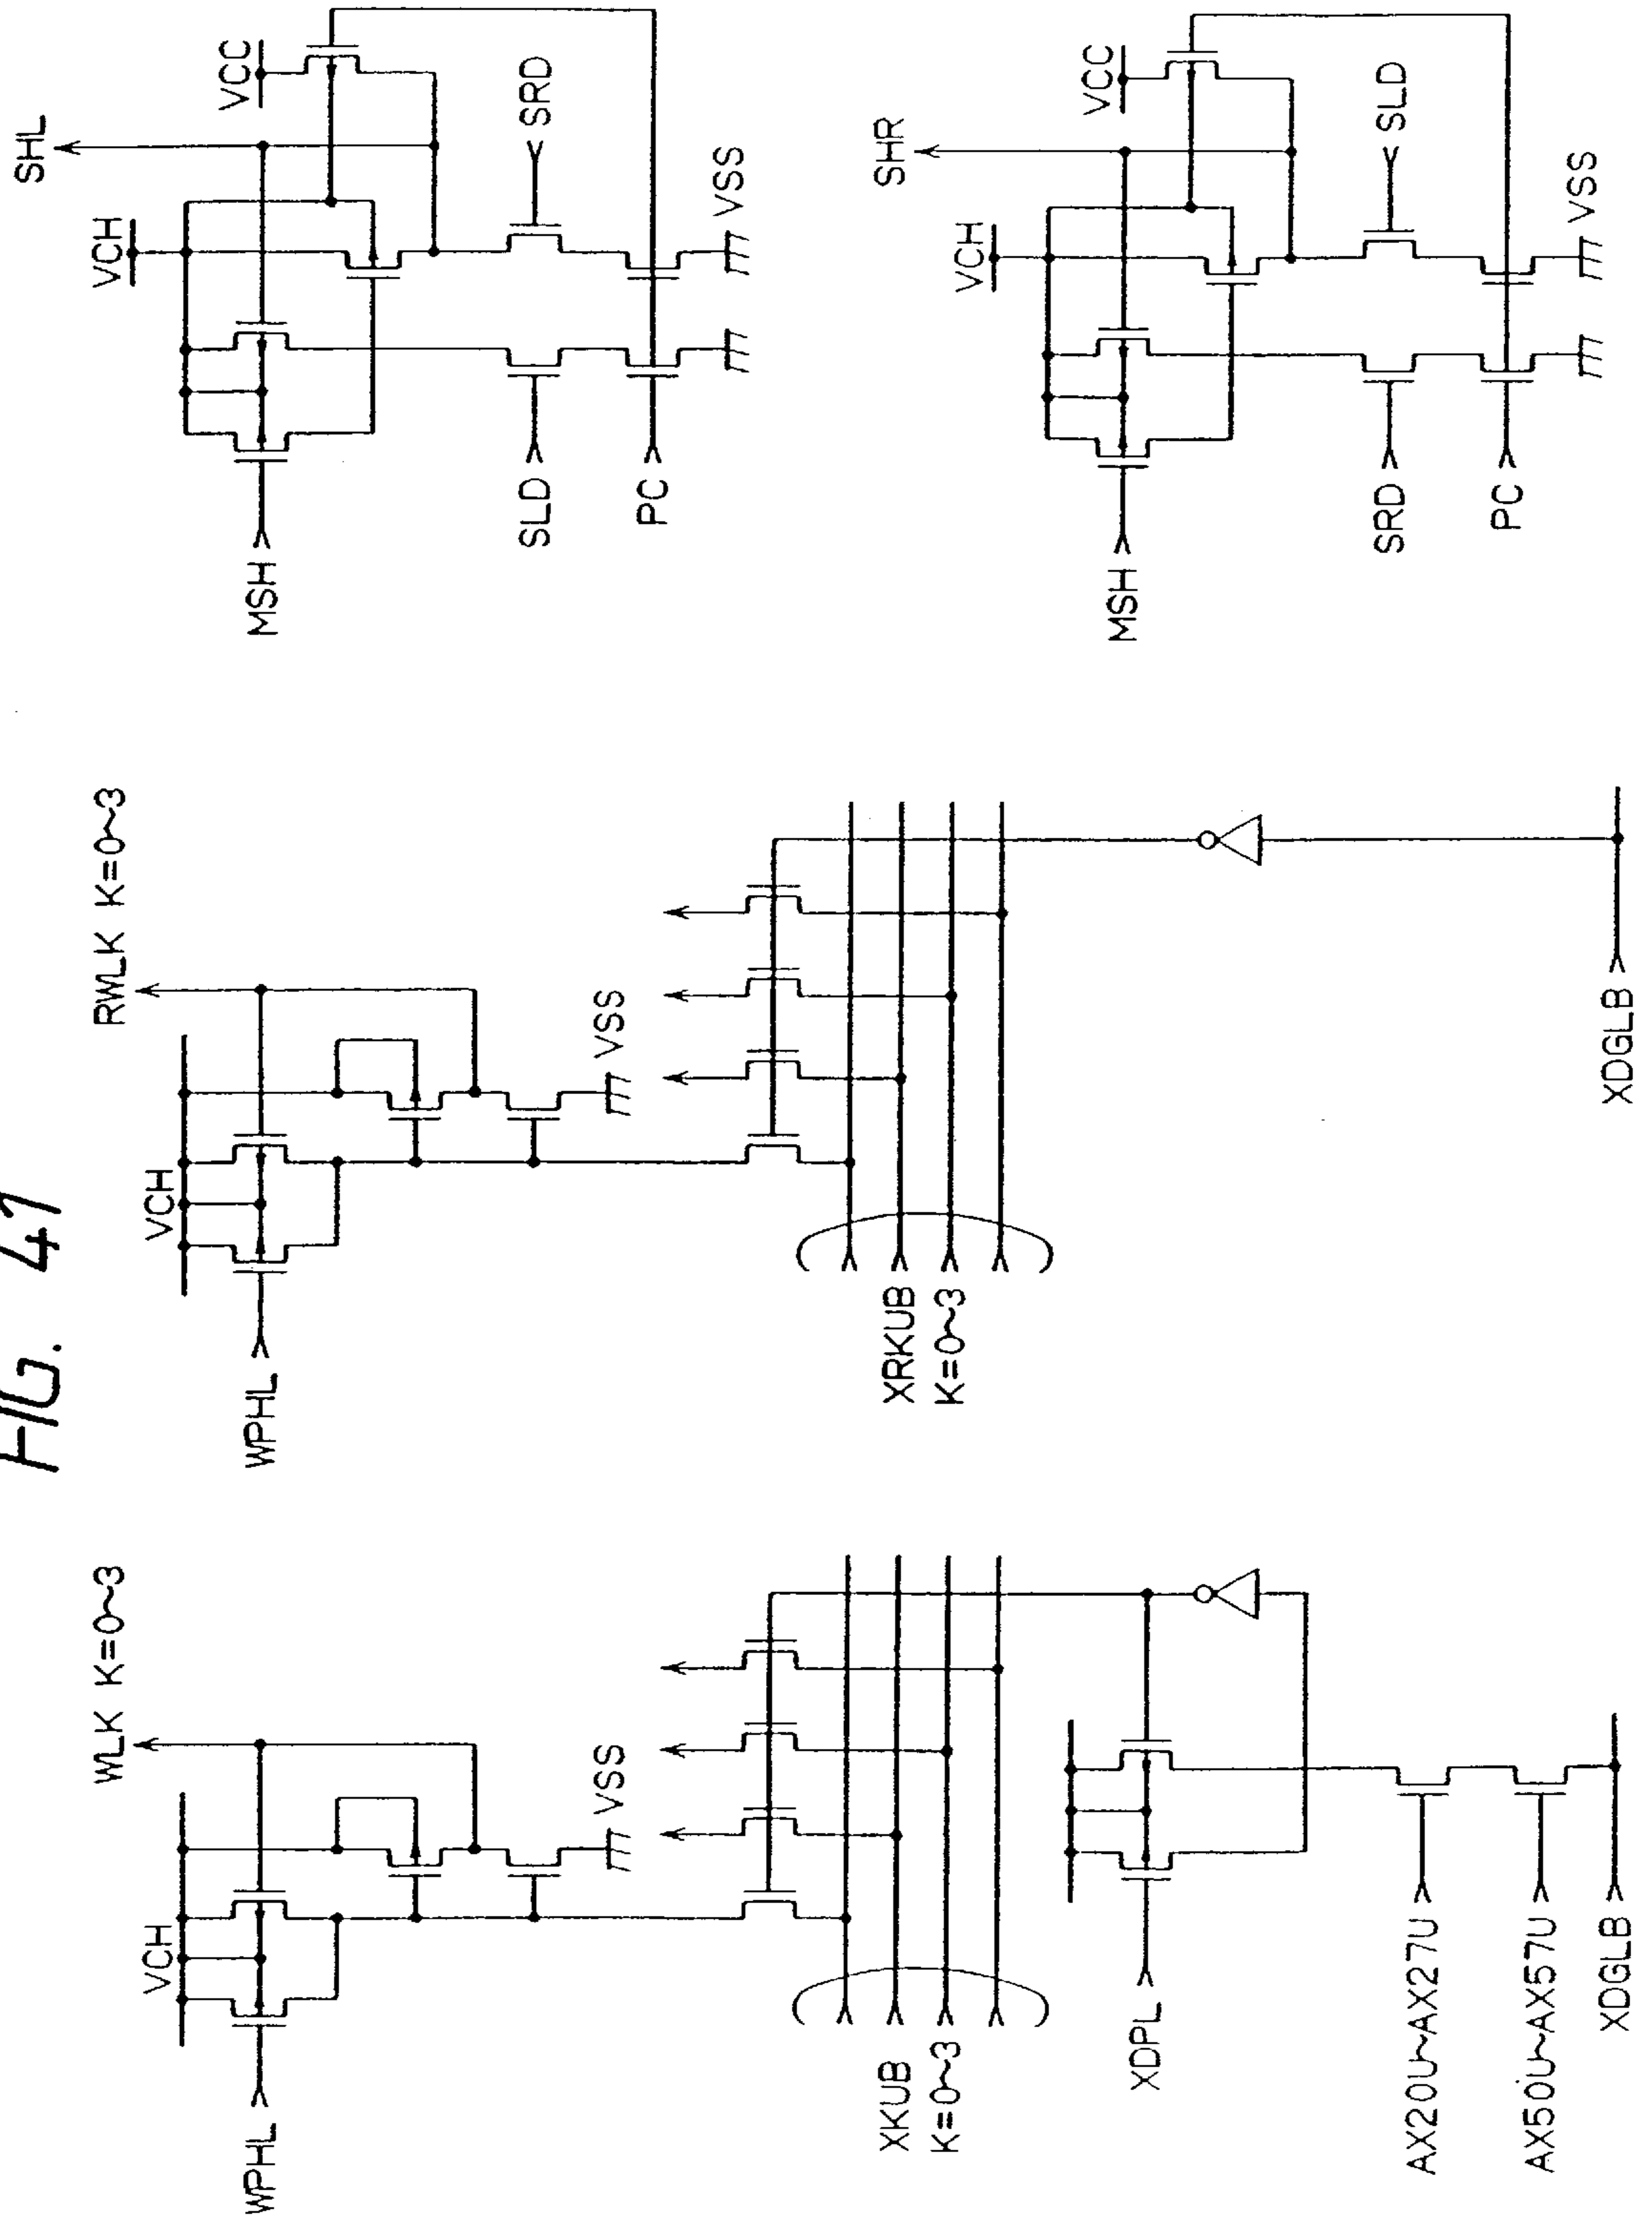 FIG. 41
WLK K=0~3
VCH
WPHL
VSS
XKUB
K=0~3
XDPL
AX20U~AX27U
AX50U~AX57U
XDGLB
RWLK K=0~3
VCH
WPHL
VSS
XRKUB
K=0~3
XDGLB
SHL
VCH
VCC
MSH
SRD
SLD
PC
VSS
SHR
VCH
VCC
MSH
SLD
SRD
PC
VSS